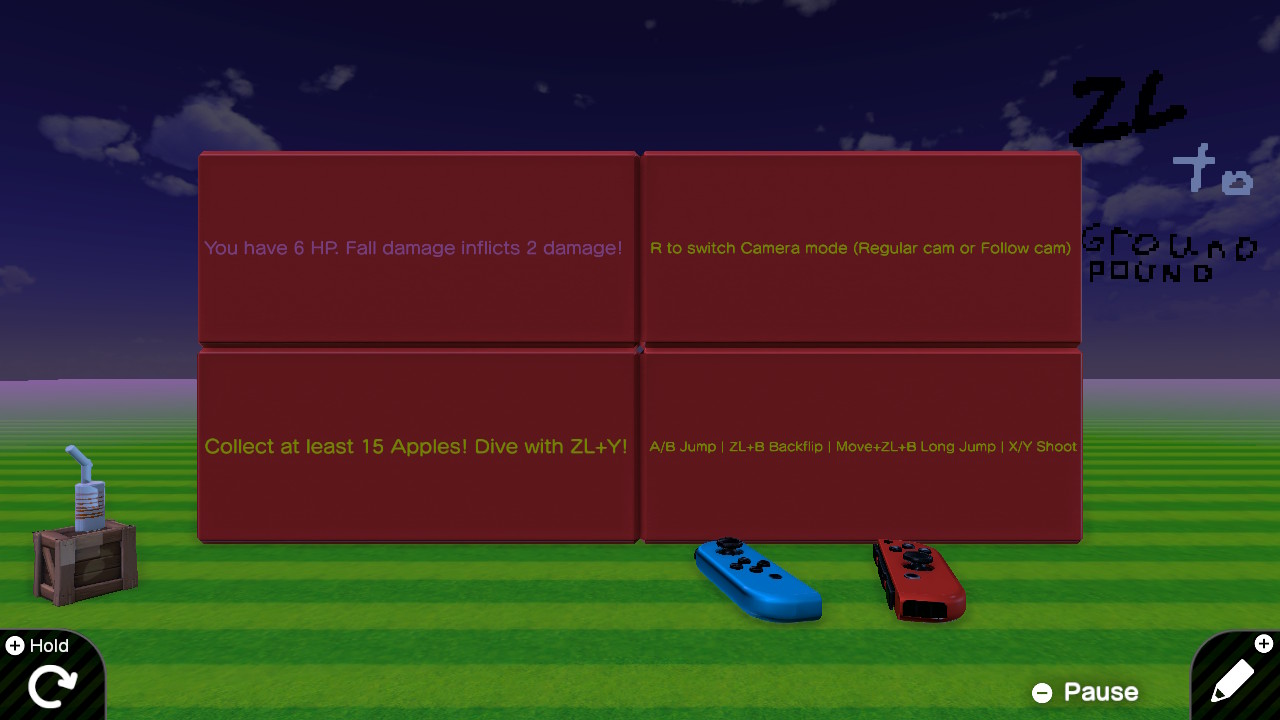 ZL
to
GROUND
POUND
You have 6 HP. Fall damage inflicts 2 damage!
R to switch Camera mode (Regular cam or Follow cam)
Collect at least 15 Apples! Dive with ZL+Y!
A/B Jump | ZL+B Backflip | Move+ZL+B Long Jump | X/Y Shoot
Hold
Pause